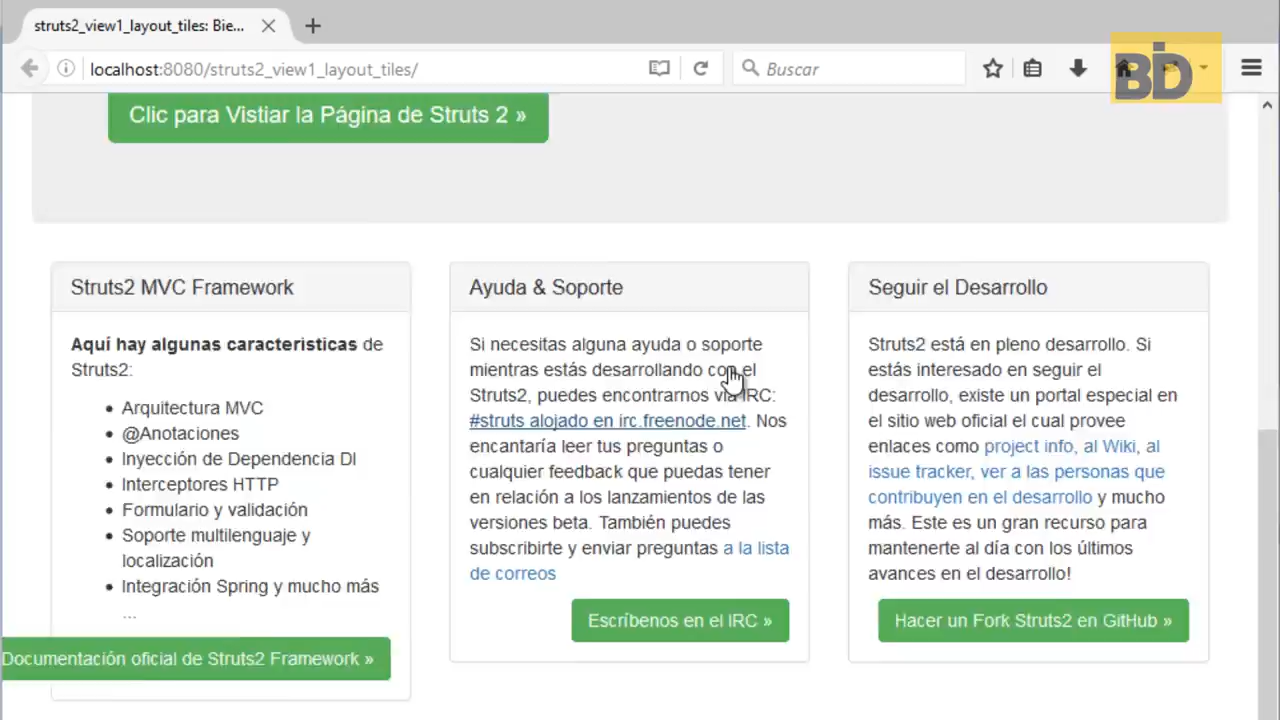 struts2_view1_layout_tiles: Bie...
localhost:8080/struts2_view1_layout_tiles/
Buscar
BID
Clic para Vistiar la Página de Struts 2 »
Struts2 MVC Framework
Aquí hay algunas caracteristicas de
Struts2:
Arquitectura MVC
@Anotaciones
Inyección de Dependencia DI
Interceptores HTTP
Formulario y validación
Soporte multilenguaje y
localización
Integración Spring y mucho más
...
Documentación oficial de Struts2 Framework »
Ayuda & Soporte
Si necesitas alguna ayuda o soporte
mientras estás desarrollando con el
Struts2, puedes encontrarnos vía IRC:
#struts alojado en irc.freenode.net. Nos
encantaría leer tus preguntas o
cualquier feedback que puedas tener
en relación a los lanzamientos de las
versiones beta. También puedes
subscribirte y enviar preguntas a la lista
de correos
Escríbenos en el IRC »
Seguir el Desarrollo
Struts2 está en pleno desarrollo. Si
estás interesado en seguir el
desarrollo, existe un portal especial en
el sitio web oficial el cual provee
enlaces como project info, al Wiki, al
issue tracker, ver a las personas que
contribuyen en el desarrollo y mucho
más. Este es un gran recurso para
mantenerte al día con los últimos
avances en el desarrollo!
Hacer un Fork Struts2 en GitHub »